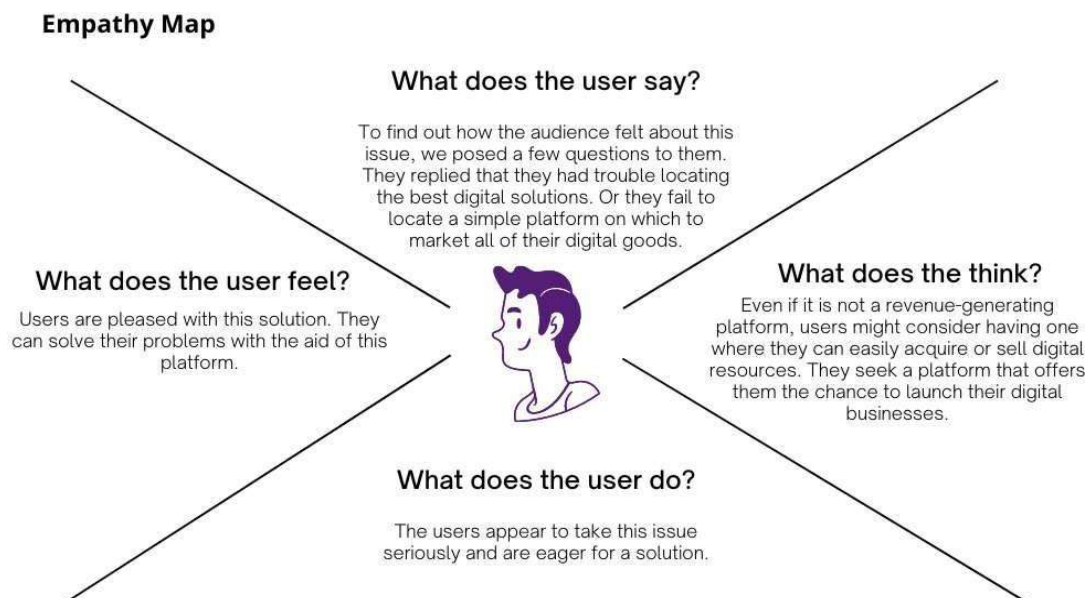 Empathy Map
What does the user say?
To find out how the audience felt about this
issue, we posed a few questions to them.
They replied that they had trouble locating
the best digital solutions. Or they fail to
locate a simple platform on which to
market all of their digital goods.
What does the user feel?
Users are pleased with this solution. They
can solve their problems with the aid of this
platform.
What does the think?
Even if it is not a revenue-generating
platform, users might consider having one
where they can easily acquire or sell digital
resources. They seek a platform that offers
them the chance to launch their digital
businesses.
What does the user do?
The users appear to take this issue
seriously and are eager for a solution.